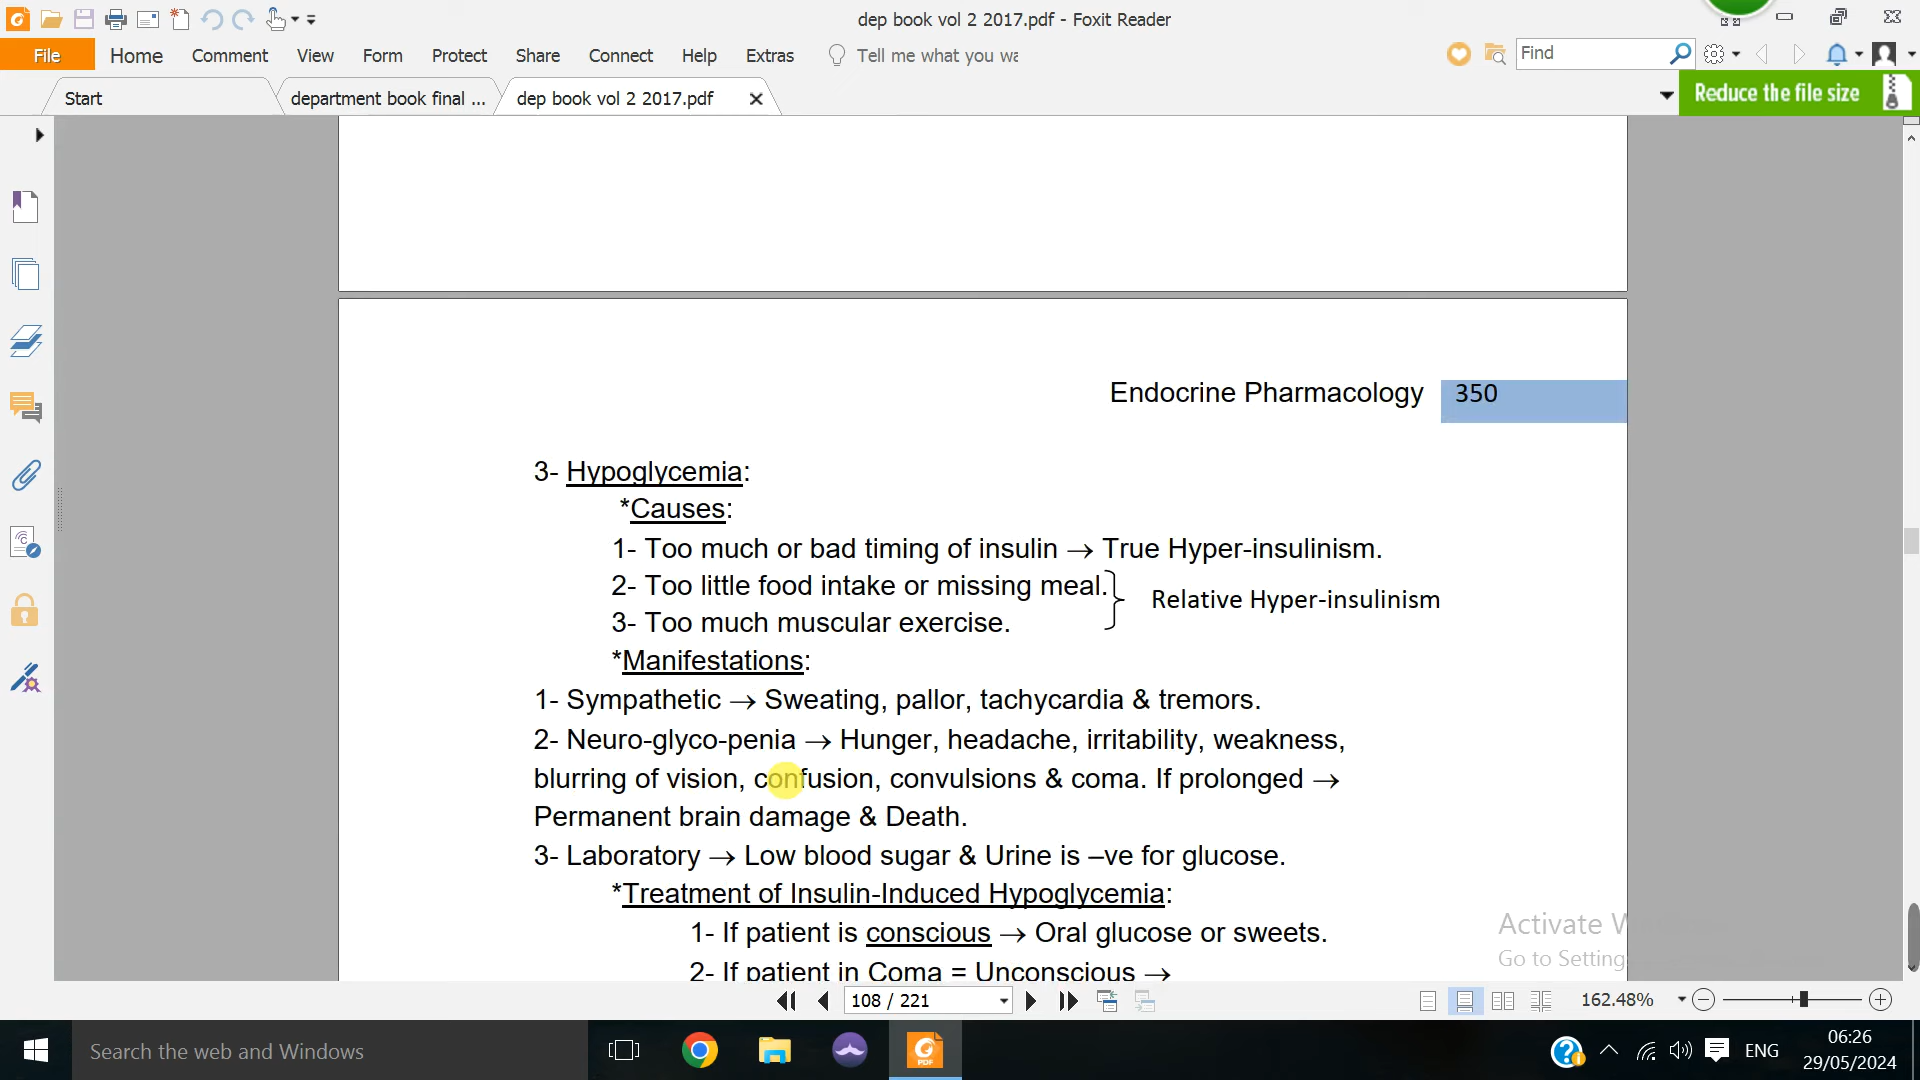 dep book vol 2 2017.pdf - Foxit Reader
File Home Comment View Form Protect Share Connect Help Extras Tell me what you wa Find
Start department book final ... dep book vol 2 2017.pdf Reduce the file size
Endocrine Pharmacology 350
3- Hypoglycemia:
*Causes:
1- Too much or bad timing of insulin → True Hyper-insulinism.
2- Too little food intake or missing meal.
Relative Hyper-insulinism
3- Too much muscular exercise.
*Manifestations:
1- Sympathetic → Sweating, pallor, tachycardia & tremors.
2- Neuro-glyco-penia → Hunger, headache, irritability, weakness,
blurring of vision, confusion, convulsions & coma. If prolonged →
Permanent brain damage & Death.
3- Laboratory → Low blood sugar & Urine is –ve for glucose.
*Treatment of Insulin-Induced Hypoglycemia:
1- If patient is conscious → Oral glucose or sweets.
2- If patient in Coma = Unconscious →
Activate W
Go to Setting
108 / 221 162.48%
Search the web and Windows PDF ENG 06:26
29/05/2024